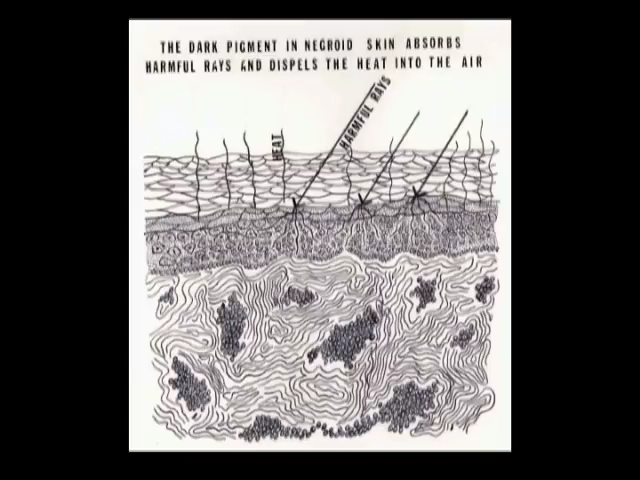 THE DARK PIGMENT IN NEGROID SKIN ABSORBS
HARMFUL RAYS AND DISPELS THE HEAT INTO THE AIR
HEAT
HARMFUL RAYS